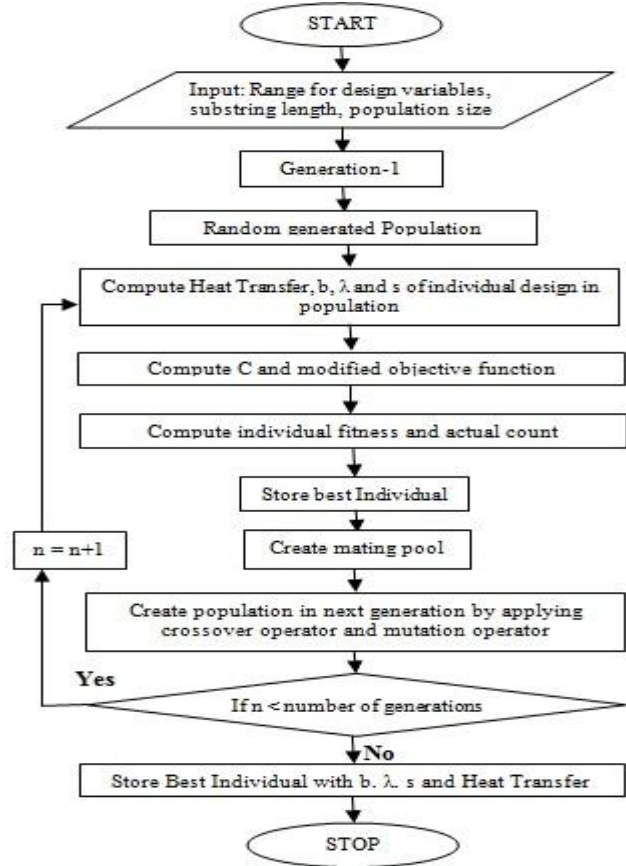 START
Input: Range for design variables,
substring length, population size
Generation-1
Random generated Population
Compute Heat Transfer, b, λ and s of individual design in
population
Compute C and modified objective function
Compute individual fitness and actual count
Store best Individual
n = n+1
Create mating pool
Create population in next generation by applying
crossover operator and mutation operator
Yes
If n < number of generations
No
Store Best Individual with b. λ. s and Heat Transfer
STOP